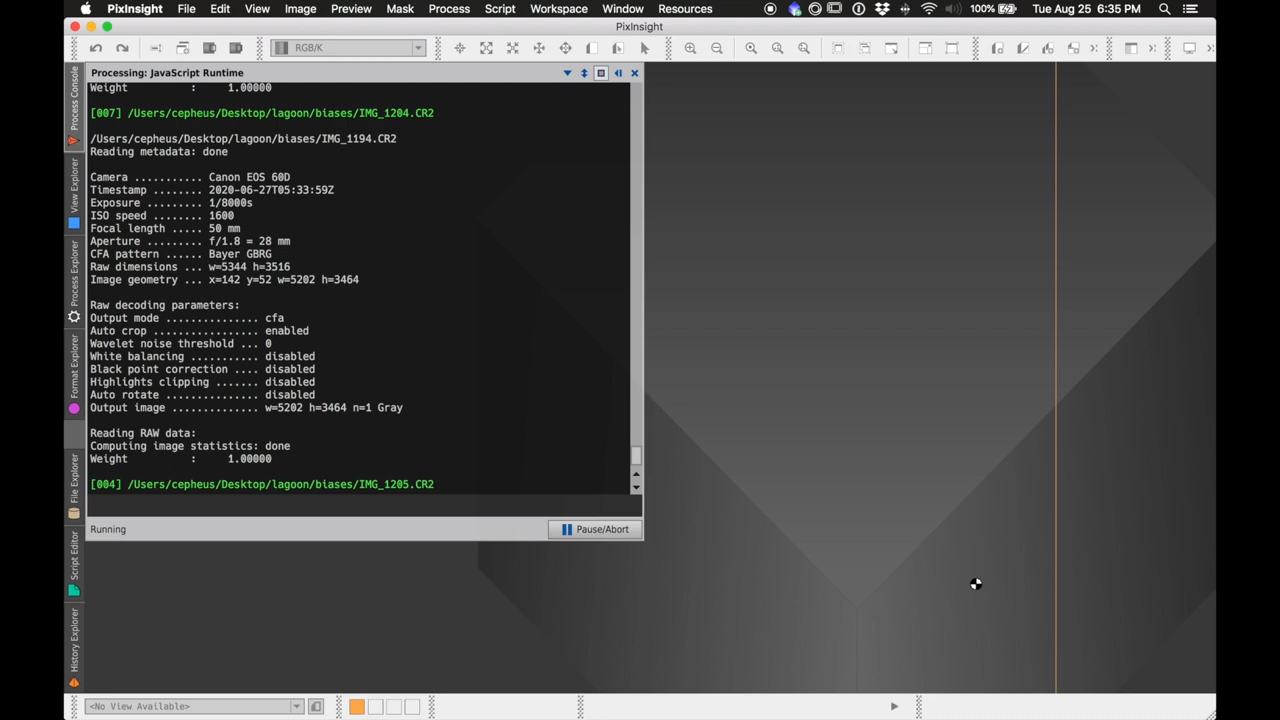 PixInsight File Edit View Image Preview Mask Process Script Workspace Window Resources 100% Tue Aug 25 6:35 PM
PixInsight
RGB/K
Processing: JavaScript Runtime
Process Console
View Explorer
Process Explorer
Format Explorer
File Explorer
Script Editor
History Explorer
Weight : 1.00000
[007] /Users/cepheus/Desktop/lagoon/biases/IMG_1204.CR2
/Users/cepheus/Desktop/lagoon/biases/IMG_1194.CR2
Reading metadata: done
Camera ........... Canon EOS 60D
Timestamp ........ 2020-06-27T05:33:59Z
Exposure ......... 1/8000s
ISO speed ........ 1600
Focal length ..... 50 mm
Aperture ......... f/1.8 = 28 mm
CFA pattern ...... Bayer GBRG
Raw dimensions ... w=5344 h=3516
Image geometry ... x=142 y=52 w=5202 h=3464
Raw decoding parameters:
Output mode .............. cfa
Auto crop ................ enabled
Wavelet noise threshold ... 0
White balancing .......... disabled
Black point correction .... disabled
Highlights clipping ....... disabled
Auto rotate .............. disabled
Output image ............. w=5202 h=3464 n=1 Gray
Reading RAW data:
Computing image statistics: done
Weight : 1.00000
[004] /Users/cepheus/Desktop/lagoon/biases/IMG_1205.CR2
Running
Pause/Abort
<No View Available>